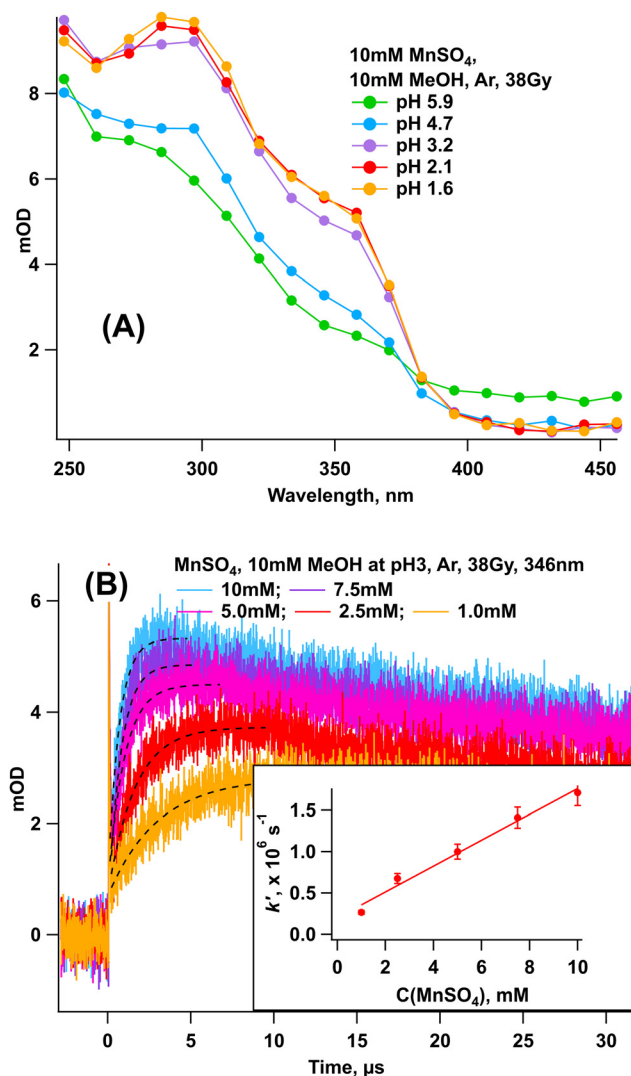 8
6
4
2
mOD
10mM MnSO₄,
10mM MeOH, Ar, 38Gy
pH 5.9
pH 4.7
pH 3.2
pH 2.1
pH 1.6
(A)
250 300 350 400 450
Wavelength, nm
(B)
MnSO₄, 10mM MeOH at pH3, Ar, 38Gy, 346nm
10mM; 7.5mM
5.0mM; 2.5mM; 1.0mM
6
4
2
0
mOD
1.5
1.0
0.5
0.0
k', x 10⁶ s⁻¹
0 2 4 6 8 10
C(MnSO₄), mM
0 5 10 15 20 25 30
Time, µs